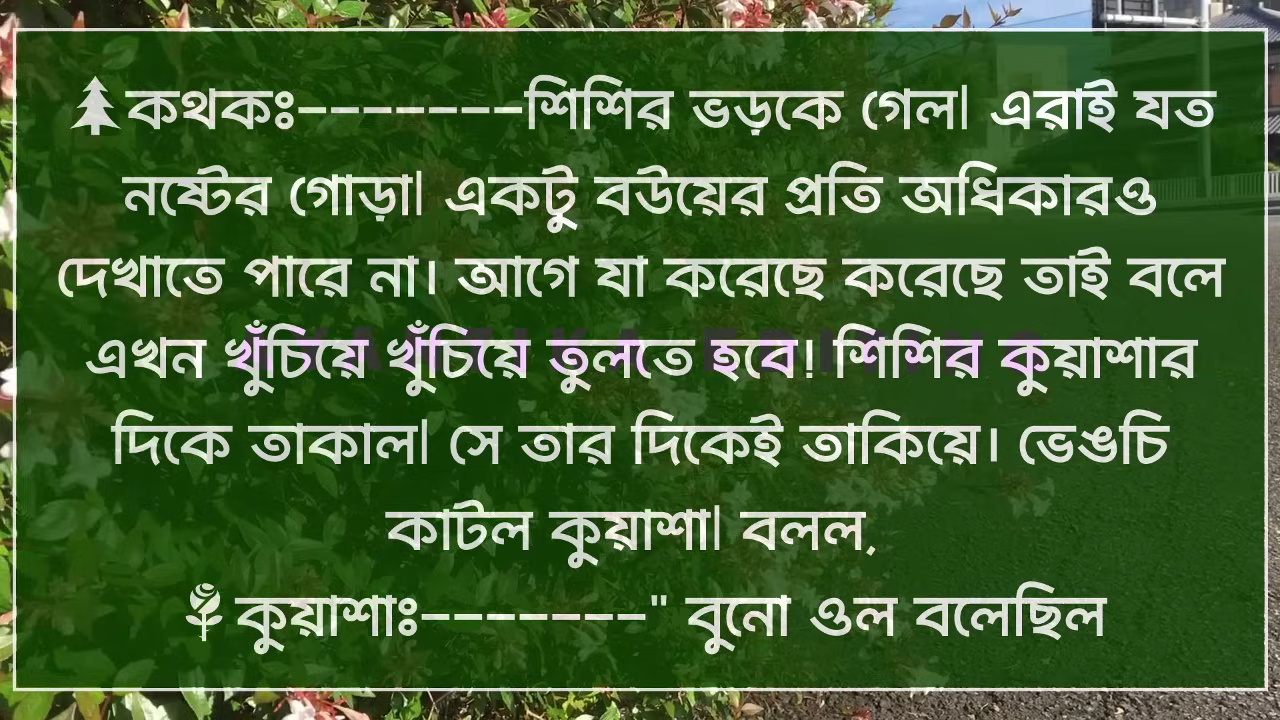 🌲কথকঃ-------শিশির ভড়কে গেল| এরাই যত
নষ্টের গোড়া| একটু বউয়ের প্রতি অধিকারও
দেখাতে পারে না। আগে যা করেছে করেছে তাই বলে
এখন খুঁচিয়ে খুঁচিয়ে তুলতে হবে! শিশির কুয়াশার
দিকে তাকাল| সে তার দিকেই তাকিয়ে। ভেঙচি
কাটল কুয়াশা| বলল,
🌹কুয়াশাঃ-------" বুনো ওল বলেছিল